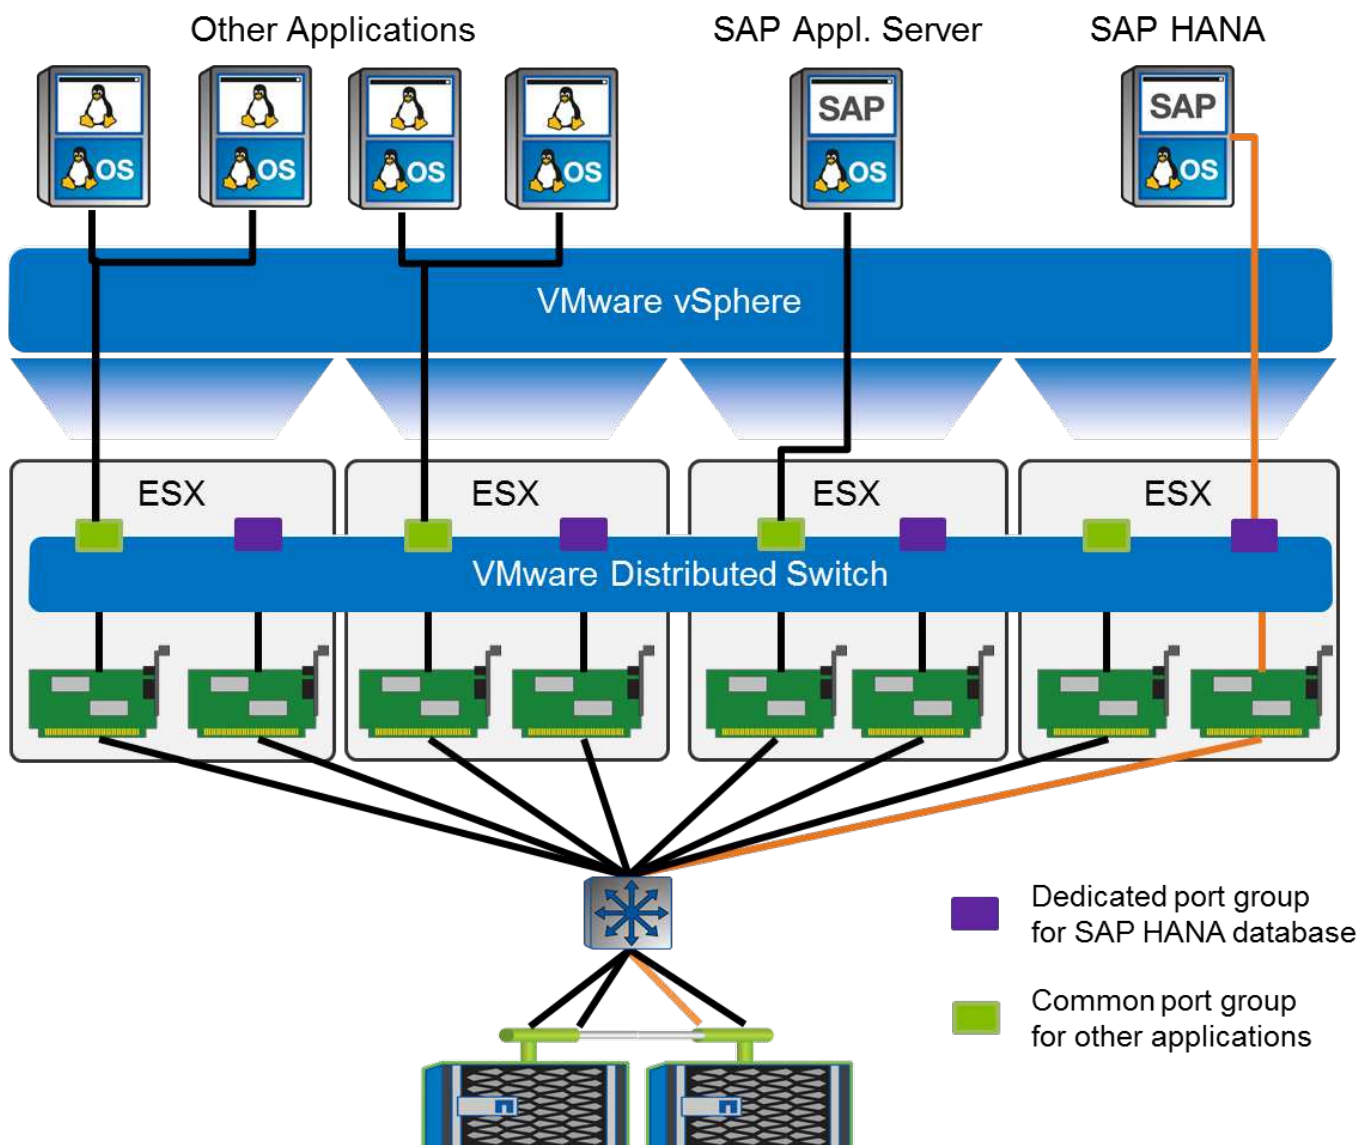 Other Applications
SAP Appl. Server
SAP HANA
SAP
SAP
OS
OS
OS
OS
OS
OS
VMware vSphere
ESX
ESX
ESX
ESX
VMware Distributed Switch
Dedicated port group
for SAP HANA database
Common port group
for other applications